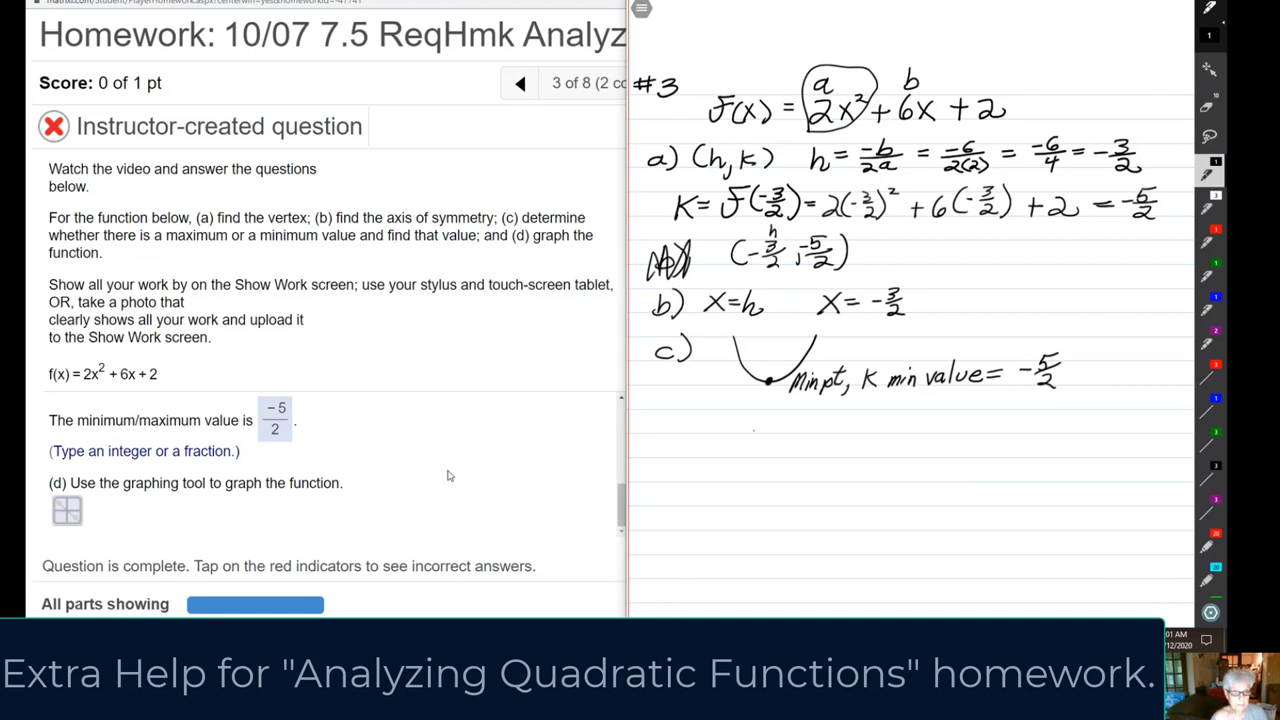 Homework: 10/07 7.5 ReqHmk Analyz
Score: 0 of 1 pt
3 of 8 (2 co
Instructor-created question
Watch the video and answer the questions
below.
For the function below, (a) find the vertex; (b) find the axis of symmetry; (c) determine
whether there is a maximum or a minimum value and find that value; and (d) graph the
function.
Show all your work by on the Show Work screen; use your stylus and touch-screen tablet,
OR, take a photo that
clearly shows all your work and upload it
to the Show Work screen.
f(x) = 2x² + 6x + 2
The minimum/maximum value is −5/2.
(Type an integer or a fraction.)
(d) Use the graphing tool to graph the function.
Question is complete. Tap on the red indicators to see incorrect answers.
All parts showing
a b
#3 f(x) = 2x² + 6x + 2
a) (h, k) h = -b/2a = -6/2(2) = -6/4 = -3/2
K = f(-3/2) = 2(-3/2)² + 6(-3/2) + 2 = -5/2
h
(-3/2, -5/2)
b) x=h x = -3/2
c) Min pt, K min value = -5/2
01 AM
/12/2020
Extra Help for "Analyzing Quadratic Functions" homework.